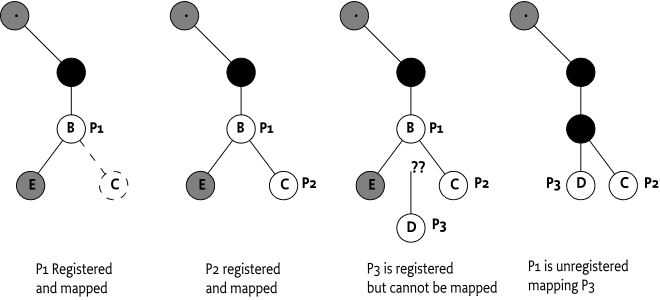 B P1
E
C
B P1
E
C P2
B P1
??
E
C P2
D P3
P3 D
C P2
P1 Registered
and mapped
P2 registered
and mapped
P3 is registered
but cannot be mapped
P1 is unregistered
mapping P3